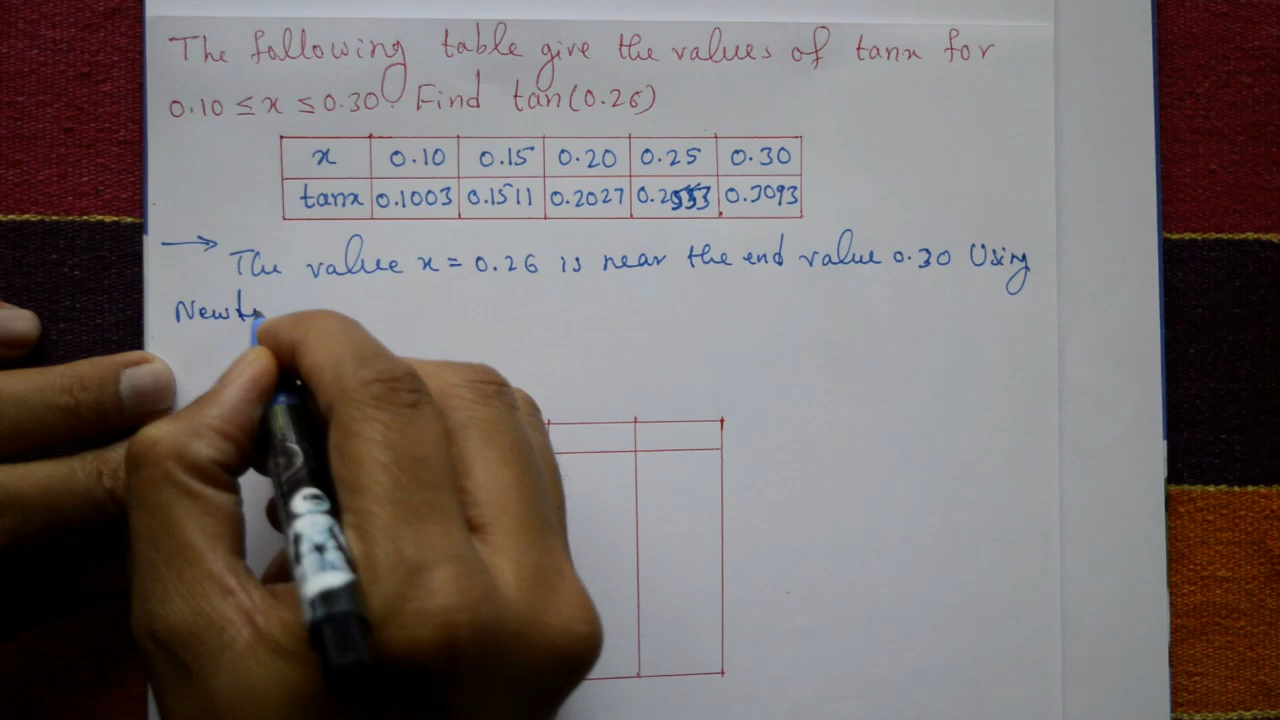 The following table give the values of tanx for
0.10 ≤ x ≤ 0.30. Find tan(0.26)
x 0.10 0.15 0.20 0.25 0.30
tanx 0.1003 0.1511 0.2027 0.2553 0.3093
→ The value x = 0.26 is near the end value 0.30 Using